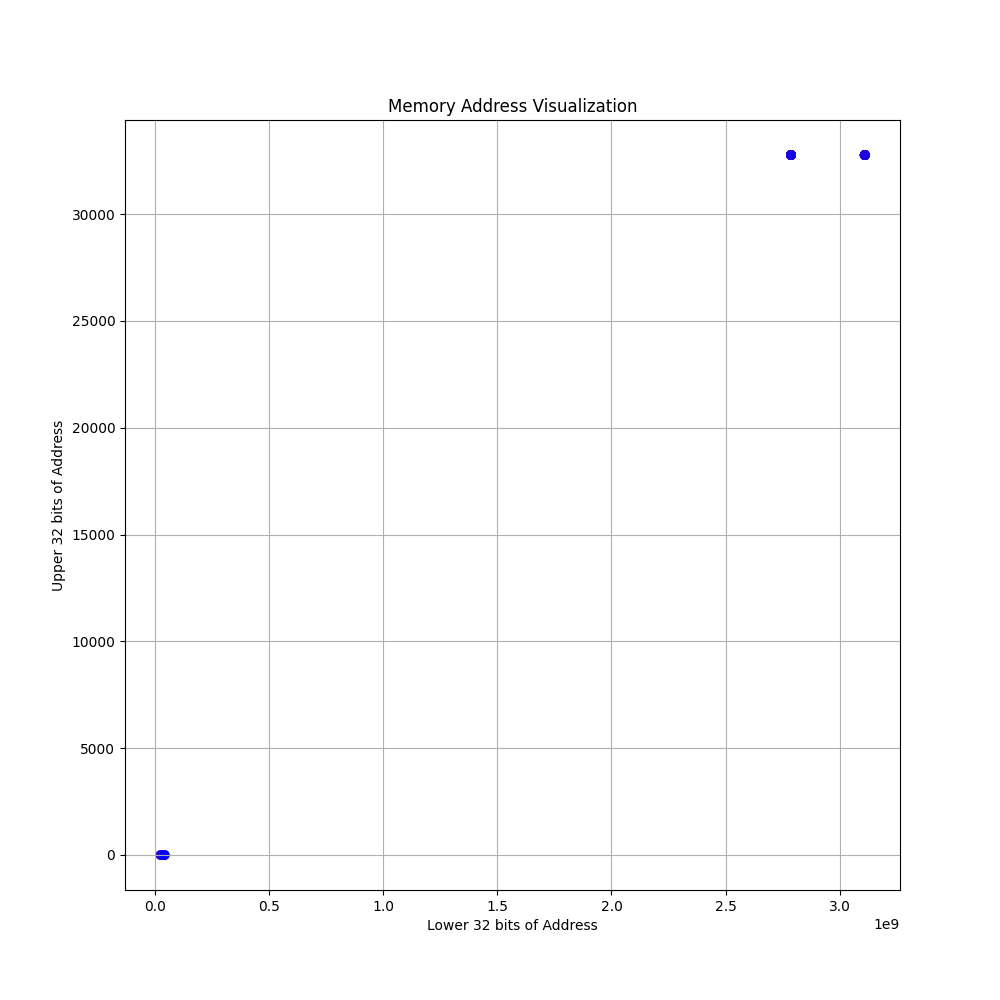 Memory Address Visualization
30000
25000
20000
15000
10000
5000
0
Upper 32 bits of Address
0.0 0.5 1.0 1.5 2.0 2.5 3.0
1e9
Lower 32 bits of Address